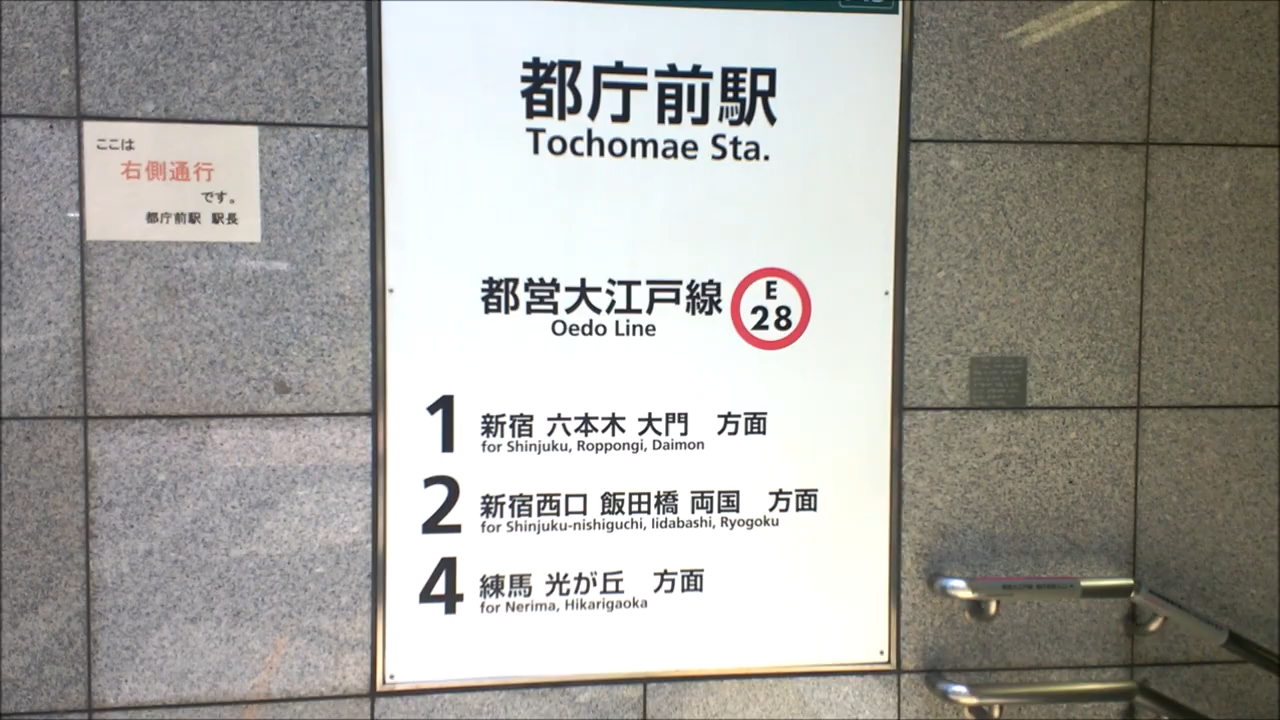 ここは
右側通行
です。
都庁前駅 駅長
都庁前駅
Tochomae Sta.
都営大江戸線
Oedo Line
E
28
1
新宿 六本木 大門 方面
for Shinjuku, Roppongi, Daimon
2
新宿西口 飯田橋 両国 方面
for Shinjuku-nishiguchi, Iidabashi, Ryogoku
4
練馬 光が丘 方面
for Nerima, Hikarigaoka